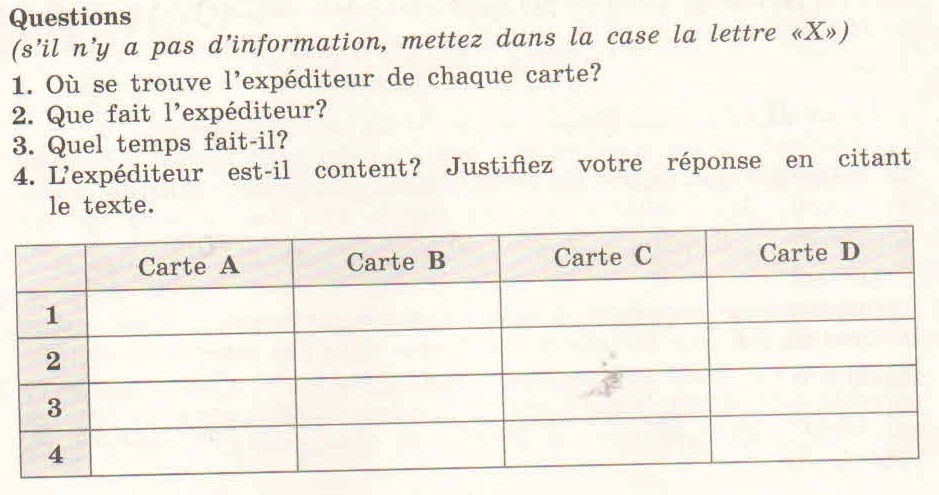 Questions
(s'il n'y a pas d'information, mettez dans la case la lettre «X»)
1. Où se trouve l'expéditeur de chaque carte?
2. Que fait l'expéditeur?
3. Quel temps fait-il?
4. L'expéditeur est-il content? Justifiez votre réponse en citant
le texte.
Carte A Carte B Carte C Carte D
1
2
3
4